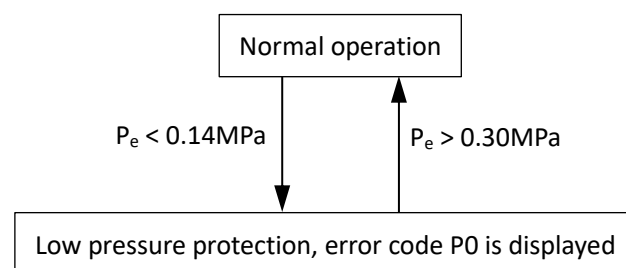 Normal operation
Pₑ < 0.14MPa
Pₑ > 0.30MPa
Low pressure protection, error code P0 is displayed